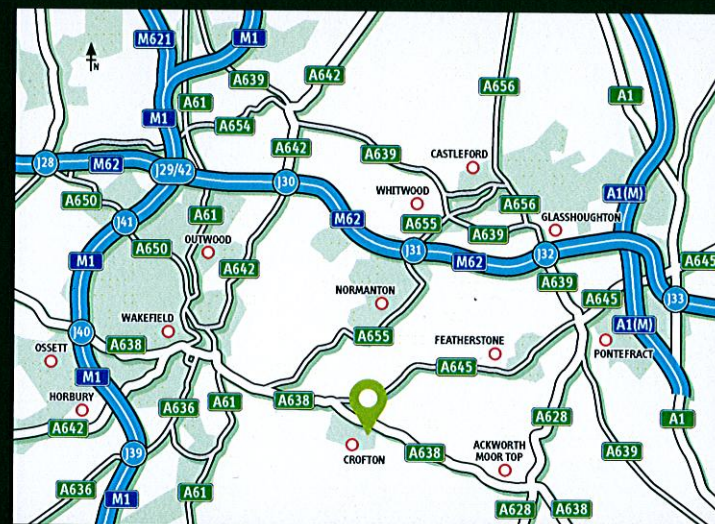 M621
M1
A639
A642
A656
A1
N
A61
M1
A654
A642
A639
CASTLEFORD
J28
M62
J29/42
J30
WHITWOOD
A656
A1(M)
A650
A61
M62
A655
GLASSHOUGHTON
J41
A650
OUTWOOD
A639
J31
M62
J32
A645
M1
A642
A639
NORMANTON
A645
J33
WAKEFIELD
A655
A1(M)
J40
A638
FEATHERSTONE
PONTEFRACT
OSSETT
A645
M1
HORBURY
A636
A61
A638
A628
A1
A642
J39
CROFTON
A638
ACKWORTH
MOOR TOP
A639
A636
M1
A61
A628
A638